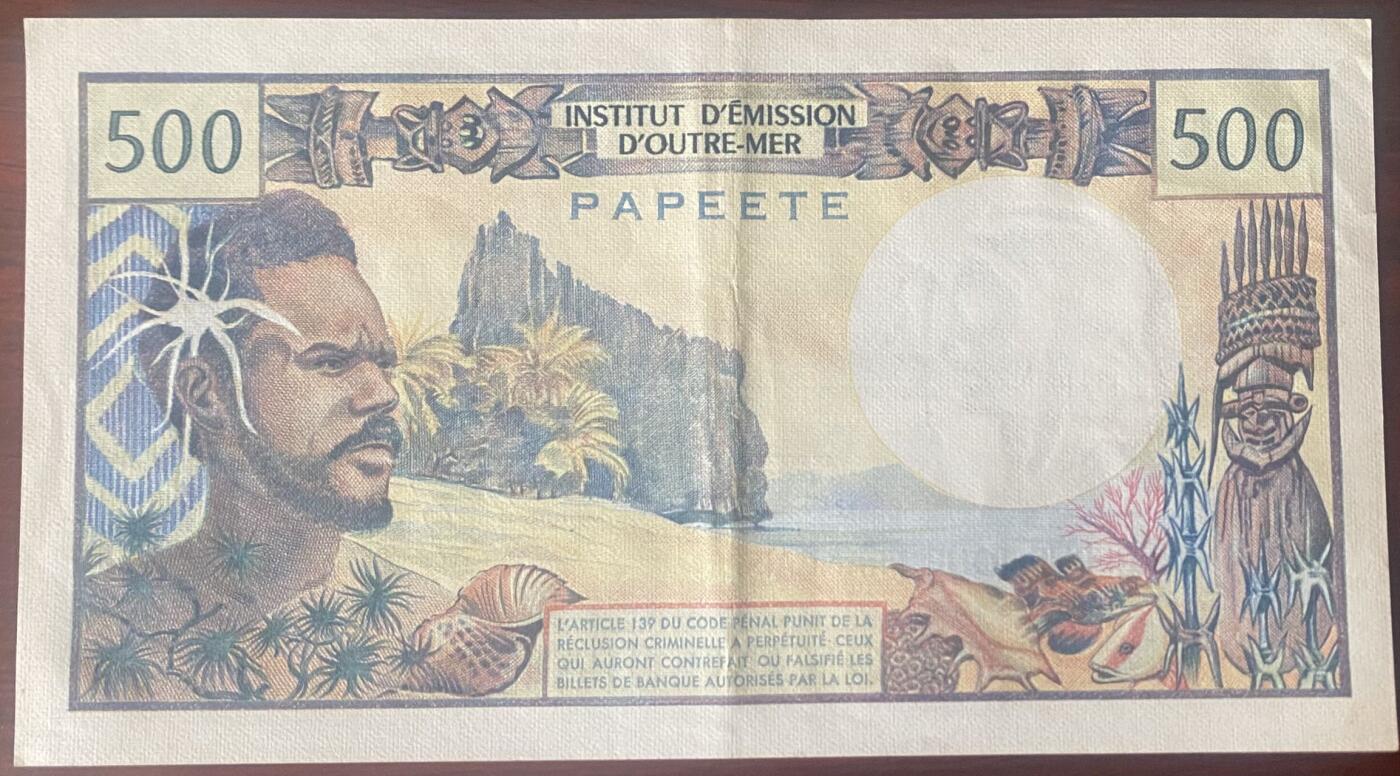 500
INSTITUT D'ÉMISSION
D'OUTRE-MER
500
PAPEETE
L'ARTICLE 139 DU CODE PÉNAL PUNIT DE LA
RÉCLUSION CRIMINELLE A PERPÉTUITÉ CEUX
QUI AURONT CONTREFAIT OU FALSIFIÉ LES
BILLETS DE BANQUE AUTORISÉS PAR LA LOI.